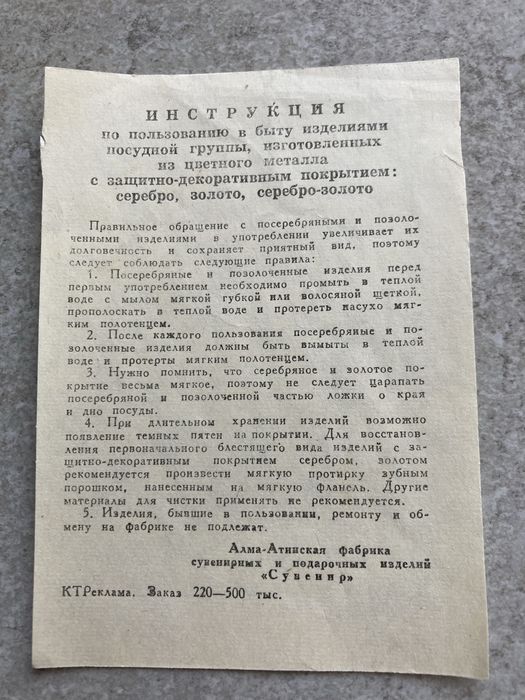 ИНСТРУКЦИЯ
по пользованию в быту изделиями
посудной группы, изготовленных
из цветного металла
с защитно-декоративным покрытием:
серебро, золото, серебро-золото
Правильное обращение с посеребряными и позоло-
ченными изделиями в употреблении увеличивает их
долговечность и сохраняет приятный вид, поэтому
следует соблюдать следующие правила:
1. Посеребряные и позолоченные изделия перед
первым употреблением необходимо промыть в теплой
воде с мылом мягкой губкой или волосяной щеткой,
прополоскать в теплой воде и протереть насухо мяг-
ким полотенцем.
2. После каждого пользования посеребряные и по-
золоченные изделия должны быть вымыты в теплой
воде и протерты мягким полотенцем.
3. Нужно помнить, что серебряное и золотое по-
крытие весьма мягкое, поэтому не следует царапать
посеребряной и позолоченной частью ложки о края
и дно посуды.
4. При длительном хранении изделий возможно
появление темных пятен на покрытии. Для восстанов-
ления первоначального блестящего вида изделий с за-
щитно-декоративным покрытием серебром, золотом
рекомендуется произвести мягкую протирку зубным
порошком, нанесенным на мягкую фланель. Другие
материалы для чистки применять не рекомендуется.
5. Изделия, бывшие в пользовании, ремонту и об-
мену на фабрике не подлежат.
Алма-Атинская фабрика
сувенирных и подарочных изделий
«Сувенир»
КТРеклама. Заказ 220—500 тыс.